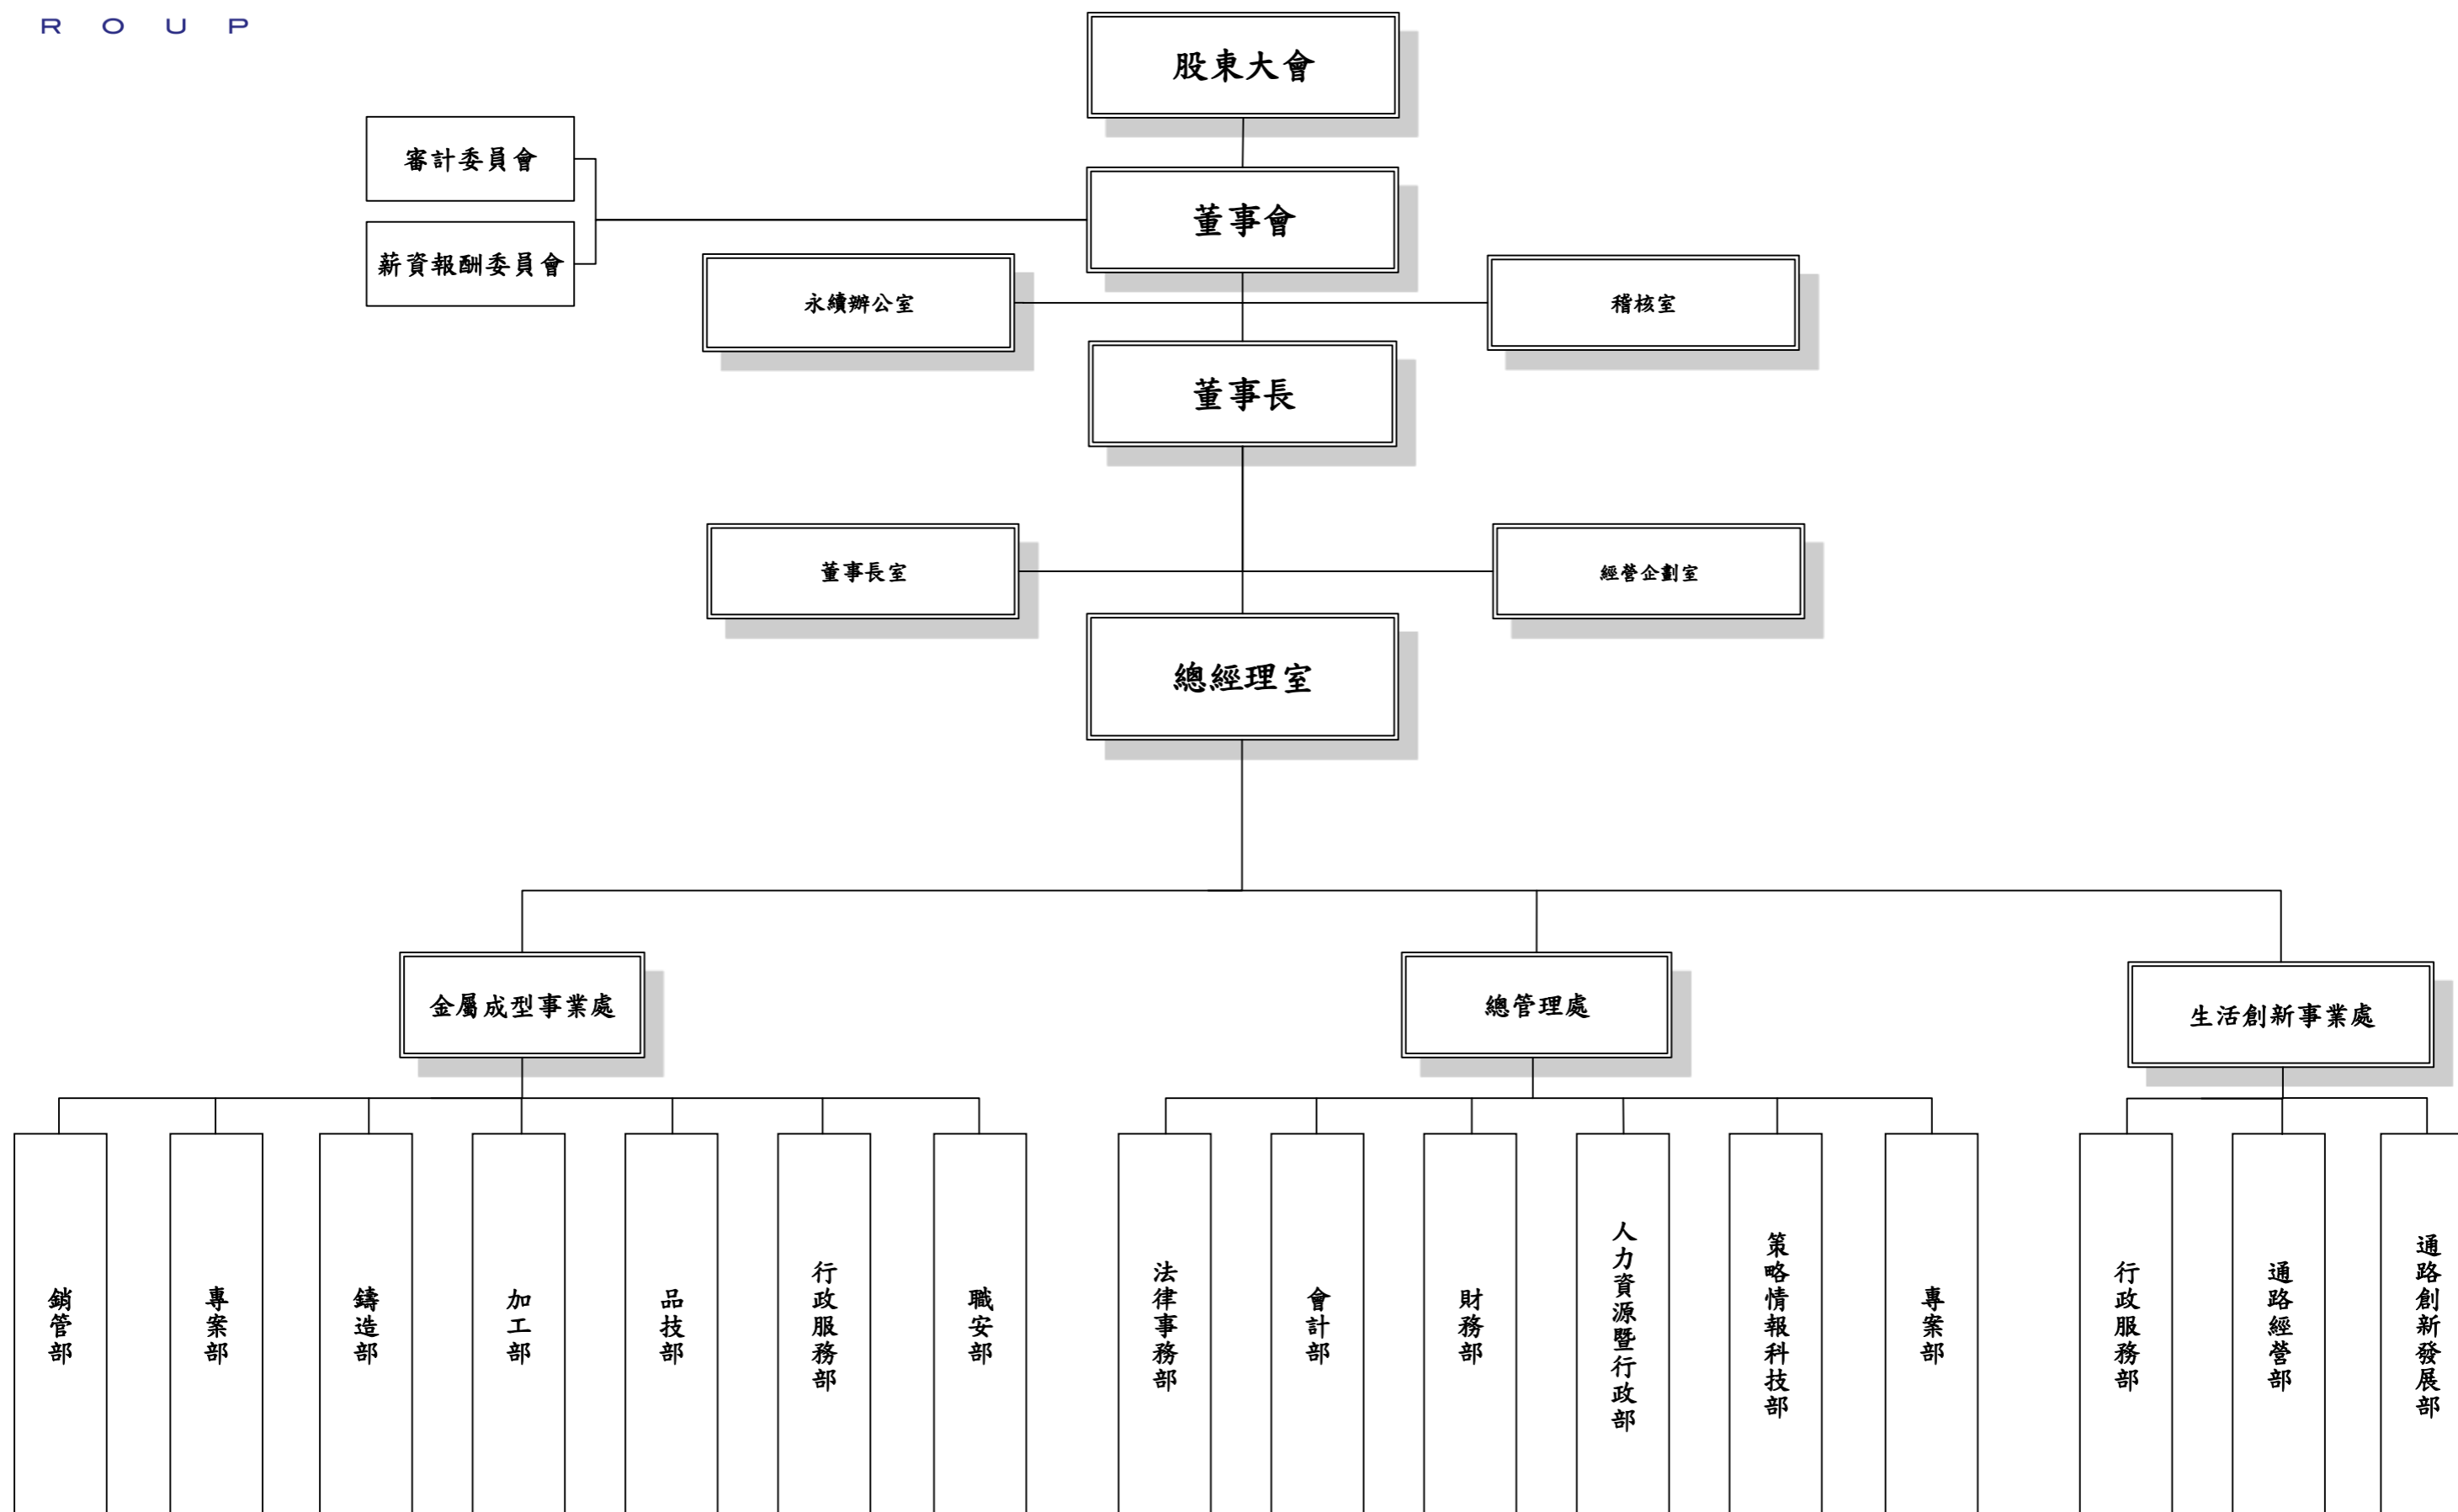 R O U P
股東大會
審計委員會
董事會
薪資報酬委員會
永續辦公室
稽核室
董事長
董事長室
經營企劃室
總經理室
金屬成型事業處
總管理處
生活創新事業處
銷管部
專案部
鑄造部
加工部
品技部
行政服務部
職安部
法律事務部
會計部
財務部
人力資源暨行政部
策略情報科技部
專案部
行政服務部
通路經營部
通路創新發展部